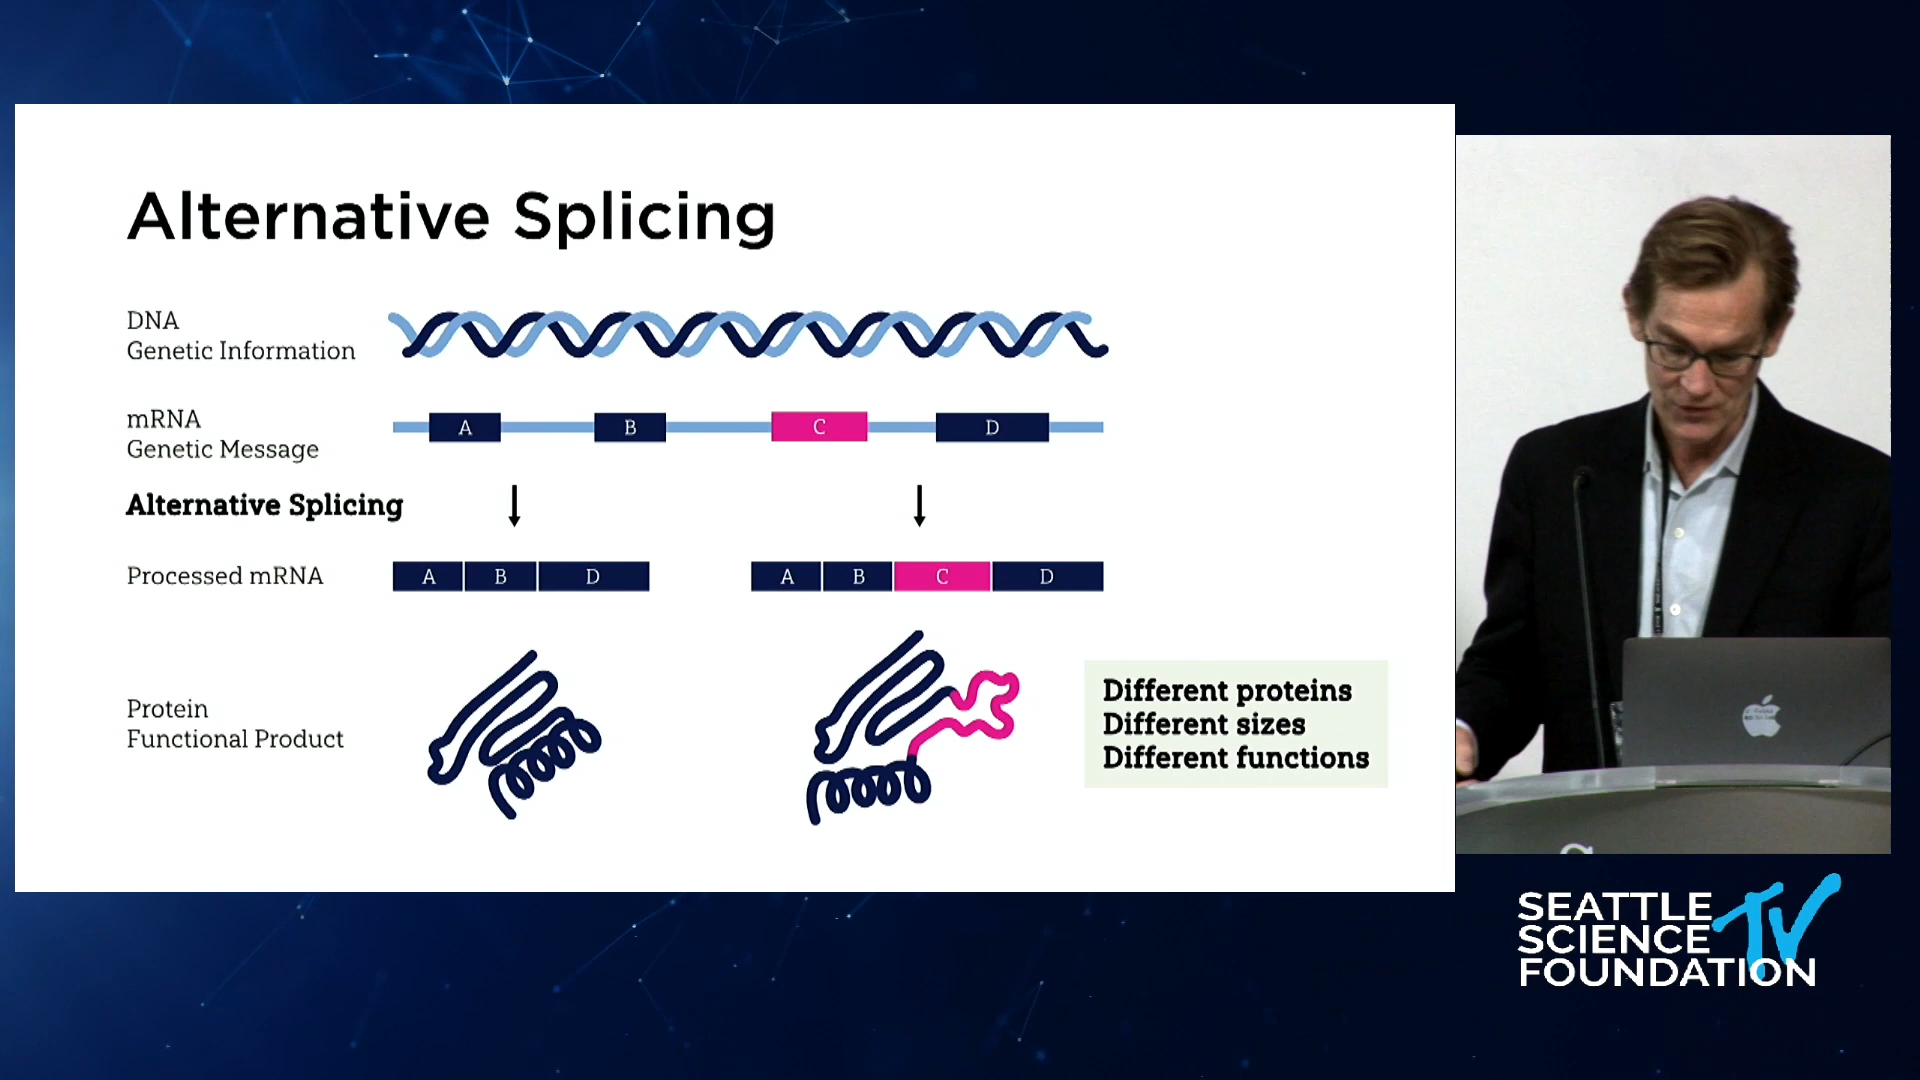 Alternative Splicing
DNA
Genetic Information
mRNA
Genetic Message
A B C D
Alternative Splicing
Processed mRNA
A B D
A B C D
Protein
Functional Product
Different proteins
Different sizes
Different functions
SEATTLE
SCIENCE
FOUNDATION
TV